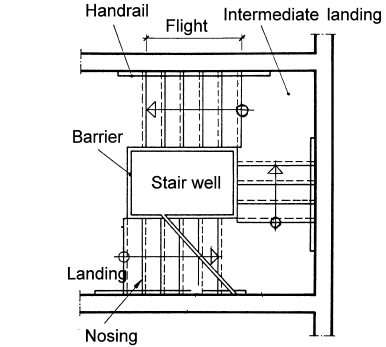 Handrail
Flight
Intermediate landing
Barrier
Stair well
Landing
Nosing